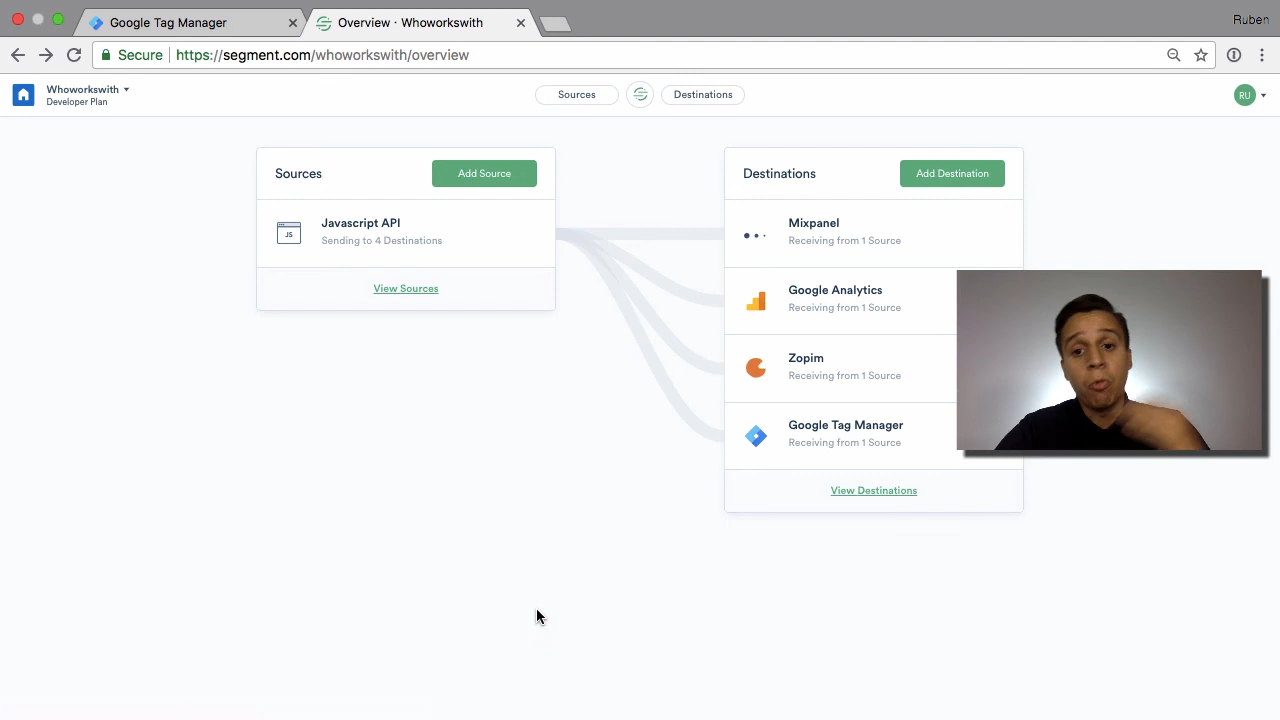 Google Tag Manager
Overview · Whoworkswith
Ruben
Secure
https://segment.com/whoworkswith/overview
Whoworkswith
Developer Plan
Sources
Destinations
RU
Sources
Add Source
JS
Javascript API
Sending to 4 Destinations
View Sources
Destinations
Add Destination
Mixpanel
Receiving from 1 Source
Google Analytics
Receiving from 1 Source
Zopim
Receiving from 1 Source
Google Tag Manager
Receiving from 1 Source
View Destinations